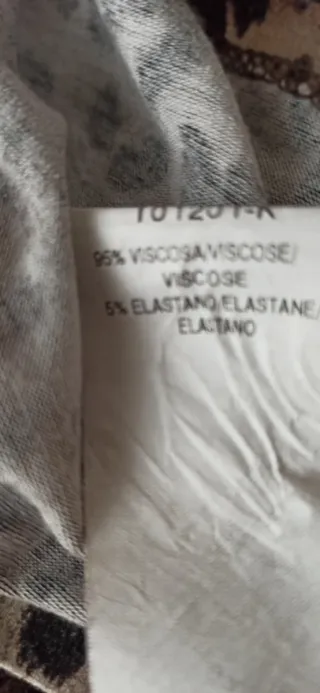 95% VISCOSA/VISCOSE/
VISCOSE
5% ELASTANO/ELASTANE/
ELASTANO